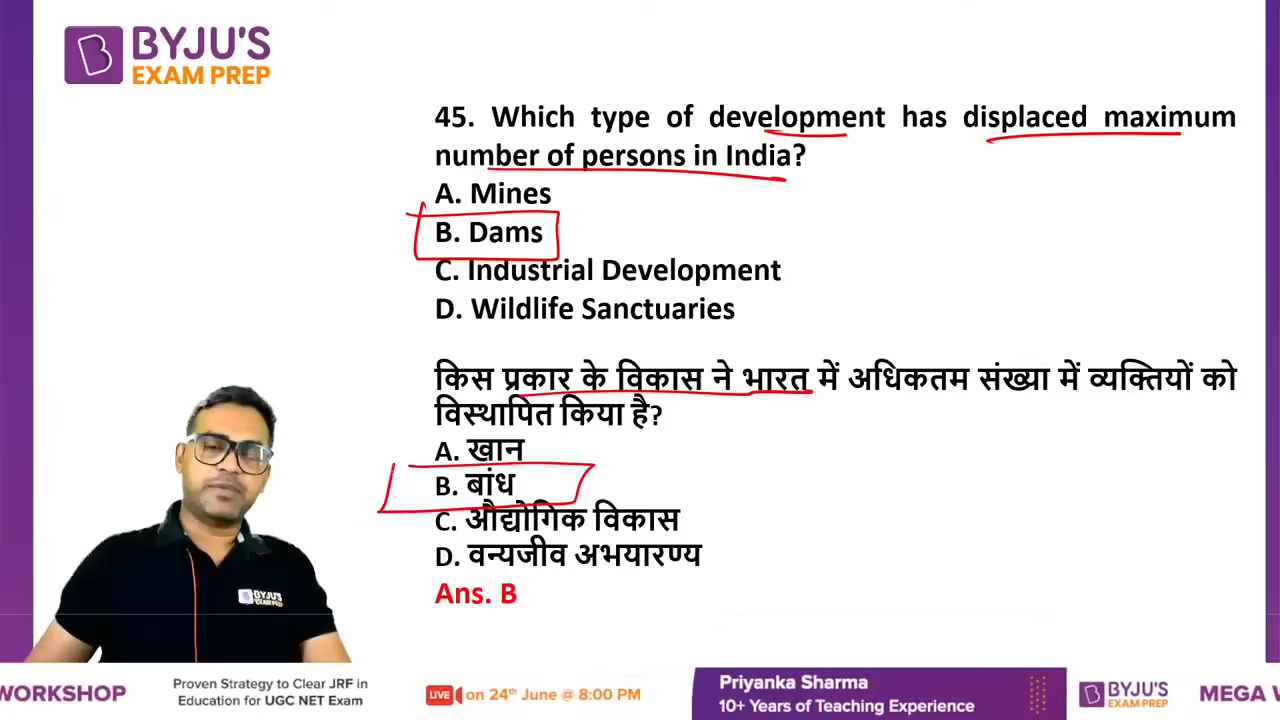 BYJU'S
EXAM PREP
45. Which type of development has displaced maximum
number of persons in India?
A. Mines
B. Dams
C. Industrial Development
D. Wildlife Sanctuaries
किस प्रकार के विकास ने भारत में अधिकतम संख्या में व्यक्तियों को
विस्थापित किया है?
A. खान
B. बांध
C. औद्योगिक विकास
D. वन्यजीव अभयारण्य
Ans. B
BYJU'S
EXAM PREP
WORKSHOP
Proven Strategy to Clear JRF in
Education for UGC NET Exam
LIVE on 24th June @ 8:00 PM
Priyanka Sharma
10+ Years of Teaching Experience
BYJU'S
EXAM PREP
MEGA W